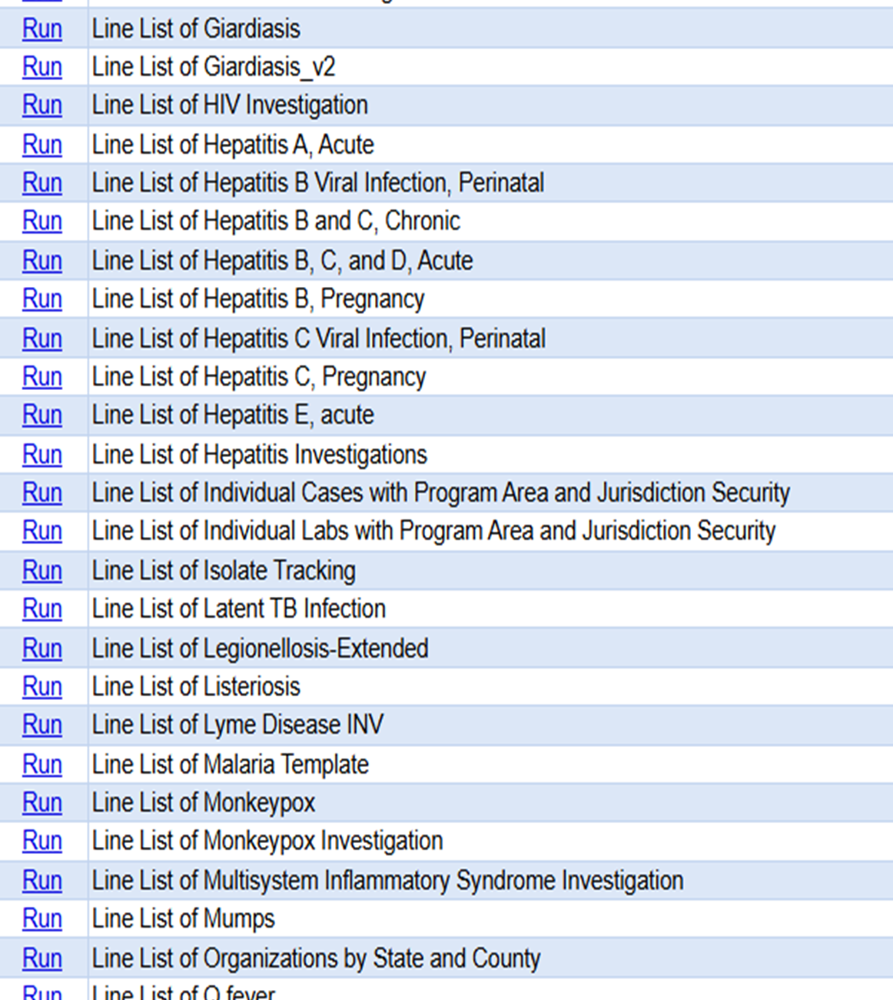 Run Line List of Giardiasis
Run Line List of Giardiasis_v2
Run Line List of HIV Investigation
Run Line List of Hepatitis A, Acute
Run Line List of Hepatitis B Viral Infection, Perinatal
Run Line List of Hepatitis B and C, Chronic
Run Line List of Hepatitis B, C, and D, Acute
Run Line List of Hepatitis B, Pregnancy
Run Line List of Hepatitis C Viral Infection, Perinatal
Run Line List of Hepatitis C, Pregnancy
Run Line List of Hepatitis E, acute
Run Line List of Hepatitis Investigations
Run Line List of Individual Cases with Program Area and Jurisdiction Security
Run Line List of Individual Labs with Program Area and Jurisdiction Security
Run Line List of Isolate Tracking
Run Line List of Latent TB Infection
Run Line List of Legionellosis-Extended
Run Line List of Listeriosis
Run Line List of Lyme Disease INV
Run Line List of Malaria Template
Run Line List of Monkeypox
Run Line List of Monkeypox Investigation
Run Line List of Multisystem Inflammatory Syndrome Investigation
Run Line List of Mumps
Run Line List of Organizations by State and County
Run Line List of Q fever